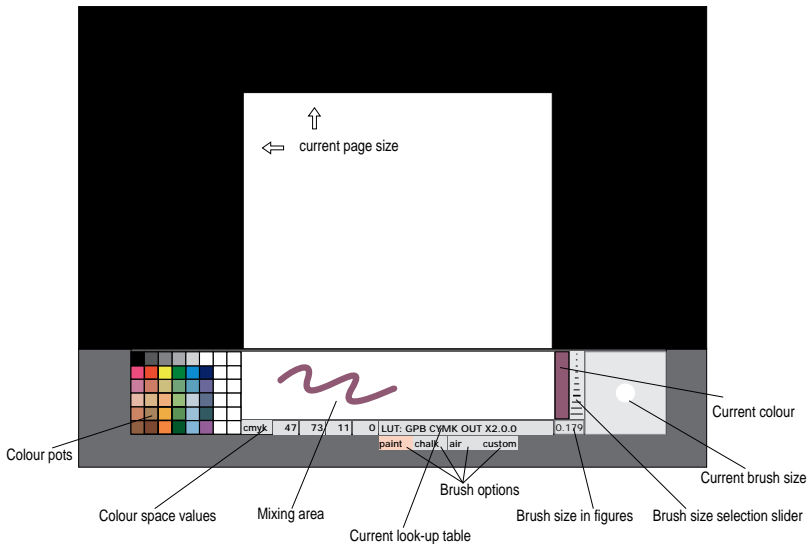 current page size
cmyk 47 73 11 0 LUT: GPB CYMK OUT X2.0.0 0.179
paint chalk air custom
Current colour
Colour pots
Current brush size
Brush options
Colour space values
Mixing area
Brush size in figures
Brush size selection slider
Current look-up table